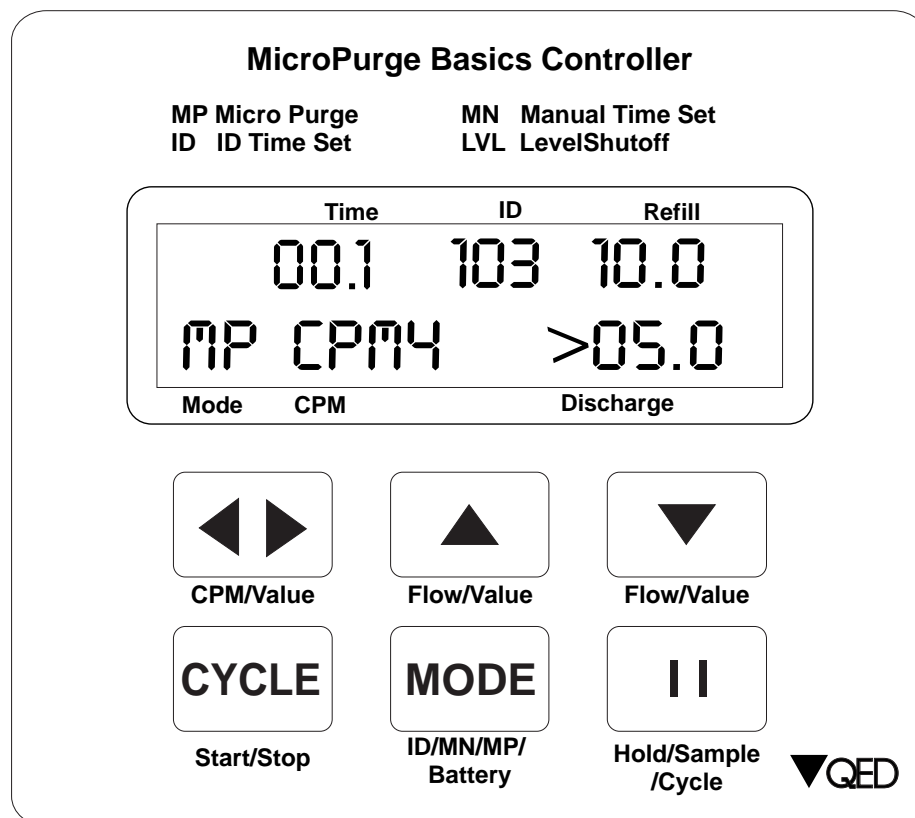 MicroPurge Basics Controller
MP Micro Purge MN Manual Time Set
ID ID Time Set LVL LevelShutoff
Time ID Refill
00.1 103 10.0
MP CPM4 >05.0
Mode CPM Discharge
CPM/Value Flow/Value Flow/Value
CYCLE MODE
Start/Stop ID/MN/MP/ Hold/Sample
Battery /Cycle
QED